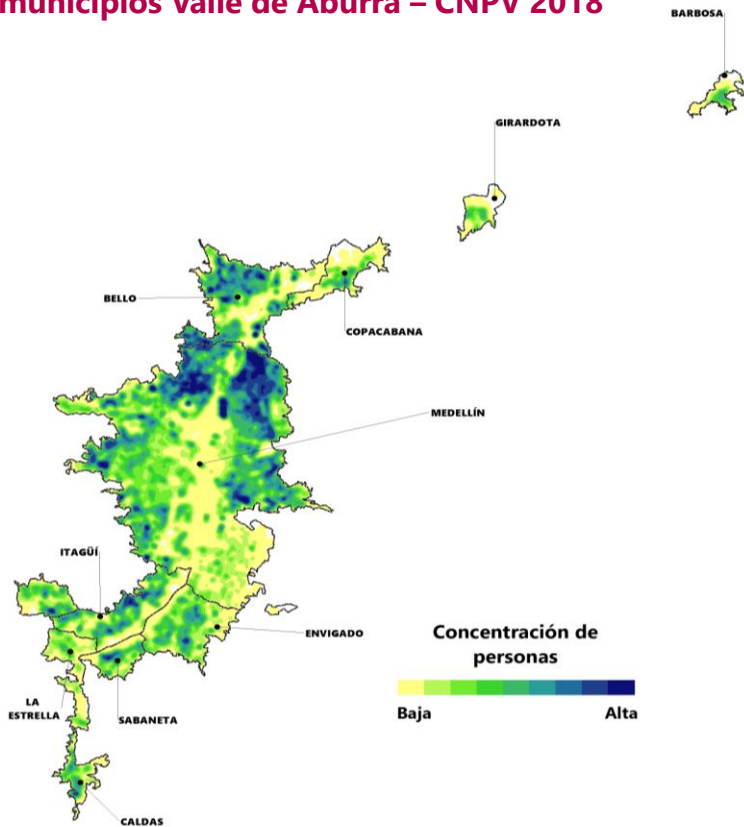 municipios Valle de Aburrá – CNPV 2018
BARBOSA
GIRARDOTA
BELLO
COPACABANA
MEDELLÍN
ITAGÜÍ
ENVIGADO
LA
ESTRELLA
SABANETA
CALDAS
Concentración de
personas
Baja
Alta